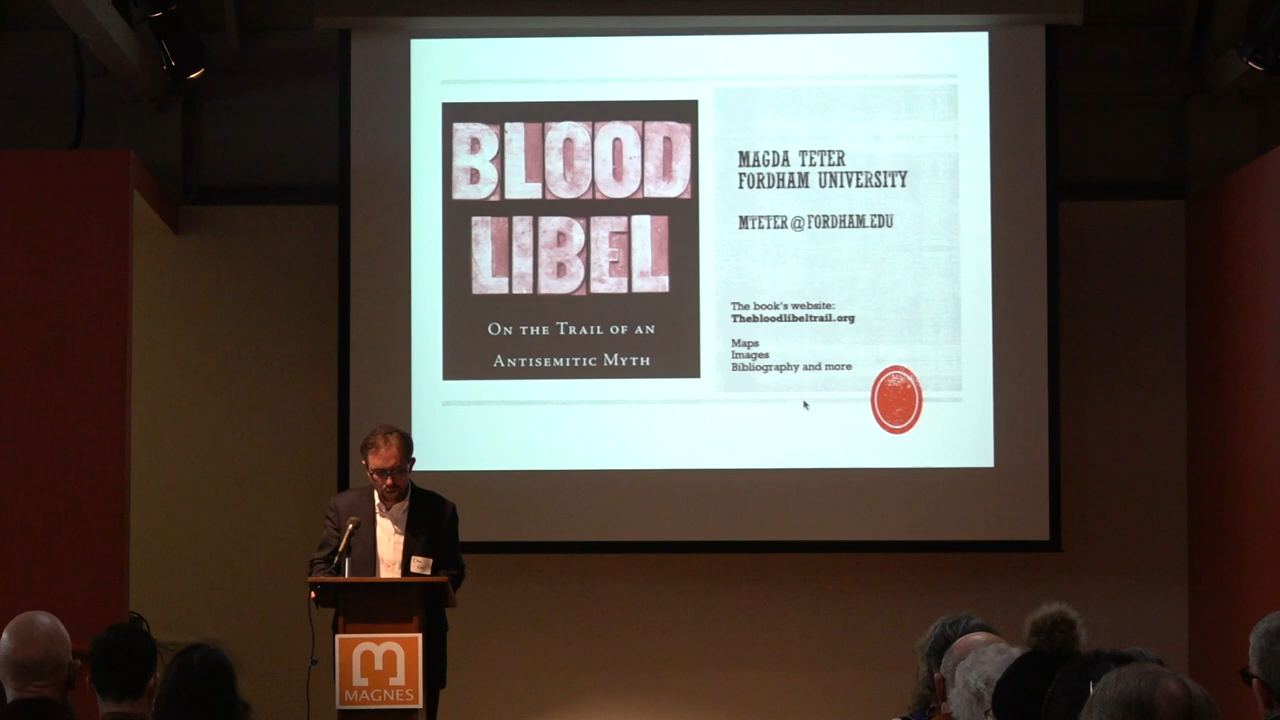 BLOOD
LIBEL
ON THE TRAIL OF AN
ANTISEMITIC MYTH
MAGDA TETER
FORDHAM UNIVERSITY
MTETER@FORDHAM.EDU
The book's website:
Thebloodlibeltrail.org
Maps
Images
Bibliography and more
MAGNES